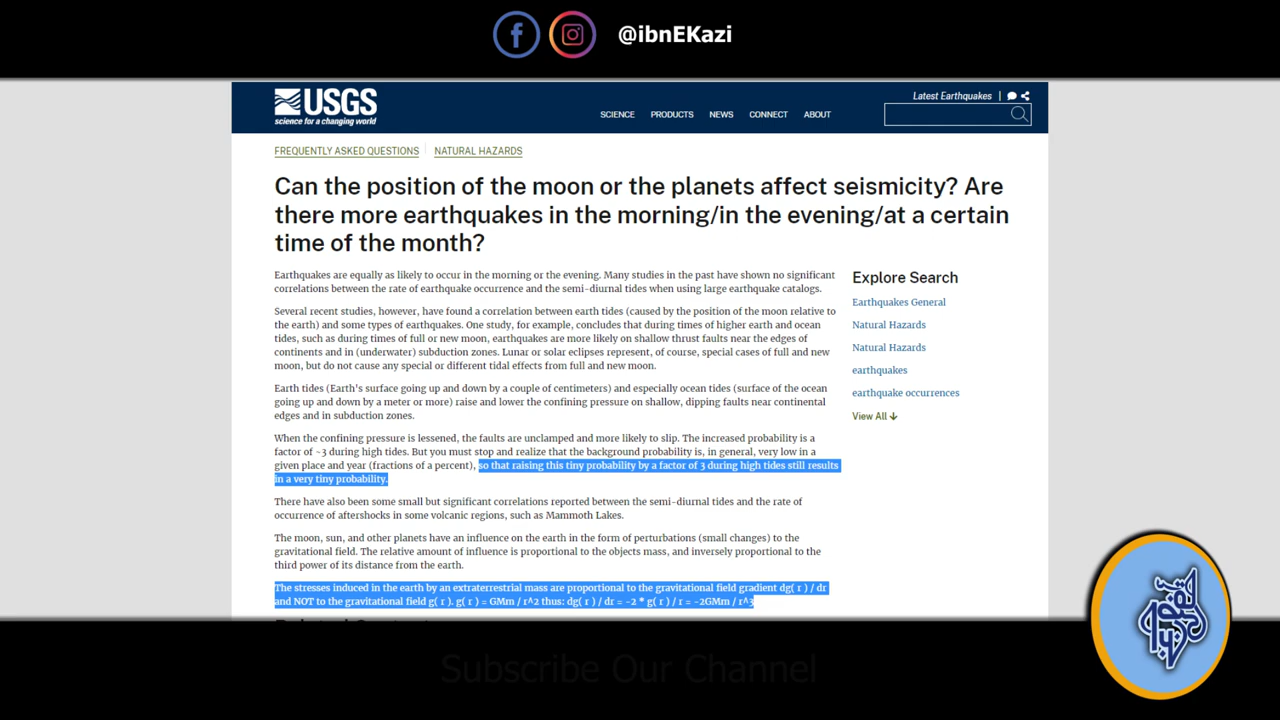 @ibnEKazi
USGS
science for a changing world
Latest Earthquakes |
SCIENCE PRODUCTS NEWS CONNECT ABOUT
FREQUENTLY ASKED QUESTIONS NATURAL HAZARDS
Can the position of the moon or the planets affect seismicity? Are
there more earthquakes in the morning/in the evening/at a certain
time of the month?
Earthquakes are equally as likely to occur in the morning or the evening. Many studies in the past have shown no significant
correlations between the rate of earthquake occurrence and the semi-diurnal tides when using large earthquake catalogs.
Several recent studies, however, have found a correlation between earth tides (caused by the position of the moon relative to
the earth) and some types of earthquakes. One study, for example, concludes that during times of higher earth and ocean
tides, such as during times of full or new moon, earthquakes are more likely on shallow thrust faults near the edges of
continents and in (underwater) subduction zones. Lunar or solar eclipses represent, of course, special cases of full and new
moon, but do not cause any special or different tidal effects from full and new moon.
Earth tides (Earth's surface going up and down by a couple of centimeters) and especially ocean tides (surface of the ocean
going up and down by a meter or more) raise and lower the confining pressure on shallow, dipping faults near continental
edges and in subduction zones.
When the confining pressure is lessened, the faults are unclamped and more likely to slip. The increased probability is a
factor of ~3 during high tides. But you must stop and realize that the background probability is, in general, very low in a
given place and year (fractions of a percent), so that raising this tiny probability by a factor of 3 during high tides still results
in a very tiny probability.
There have also been some small but significant correlations reported between the semi-diurnal tides and the rate of
occurrence of aftershocks in some volcanic regions, such as Mammoth Lakes.
The moon, sun, and other planets have an influence on the earth in the form of perturbations (small changes) to the
gravitational field. The relative amount of influence is proportional to the objects mass, and inversely proportional to the
third power of its distance from the earth.
The stresses induced in the earth by an extraterrestrial mass are proportional to the gravitational field gradient dg( r ) / dr
and NOT to the gravitational field g( r ). g( r ) = GMm / r^2 thus: dg( r ) / dr = -2 * g( r ) / r = -2GMm / r^3
Explore Search
Earthquakes General
Natural Hazards
Natural Hazards
earthquakes
earthquake occurrences
View All
Subscribe Our Channel